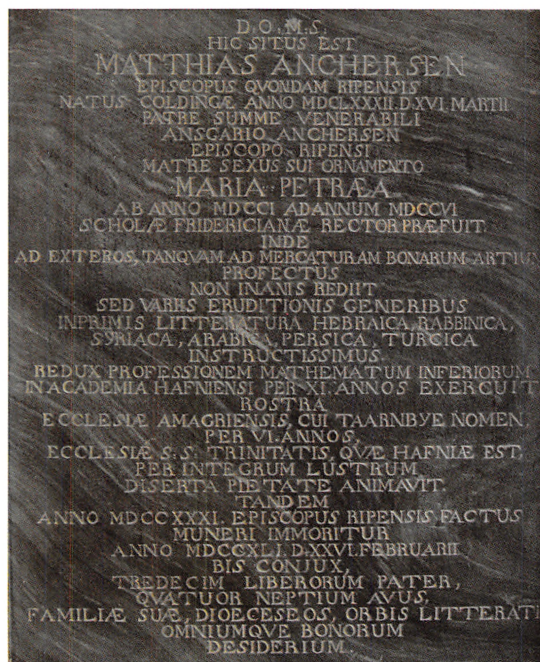 D.O.M.S.
HIC SITUS EST
MATTHIAS ANCHERSEN
EPISCOPUS QVONDAM RIPENSIS
NATUS COLDINGÆ ANNO MDCLXXXII.D.XVI.MARTII
PATRE SUMME VENERABILI
ANSGARIO ANCHERSEN
EPISCOPO RIPENSI
MATRE SEXUS SUI ORNAMENTO
MARIA PETRÆA
AB ANNO MDCCI AD ANNUM MDCCVI
SCHOLÆ FRIDERICIANÆ RECTOR PRÆFUIT.
INDE
AD EXTEROS, TANQVAM AD MERCATURAM BONARUM ARTIUM
PROFECTUS
NON INANIS REDIIT
SED VARIIS ERUDITIONIS GENERIBUS
INPRIMIS LITTERATURA HEBRAICA, RABBINICA,
SYRIACA, ARABICA, PERSICA, TURCICA
INSTRUCTISSIMUS.
REDUX PROFESSIONEM MATHEMATUM INFERIORUM
IN ACADEMIA HAFNIENSI PER XI. ANNOS EXERCUIT
ROSTRA
ECCLESIÆ AMAGRIENSIS, CUI TAARNBYE NOMEN,
PER VI. ANNOS,
ECCLESIÆ S:S: TRINITATIS, QVÆ HAFNIÆ EST,
PER INTEGRUM LUSTRUM
DISERTA PIETATE ANIMAVIT.
TANDEM
ANNO MDCCXXXI. EPISCOPUS RIPENSIS FACTUS
MUNERI IMMORITUR
ANNO MDCCXLI.D.XXVI.FEBRUARII.
BIS CONJUX,
TREDECIM LIBERORUM PATER,
QVATUOR NEPTIUM AVUS,
FAMILIÆ SUÆ, DIOECESEOS, ORBIS LITTERATI
OMNIUMQVE BONORUM
DESIDERIUM.